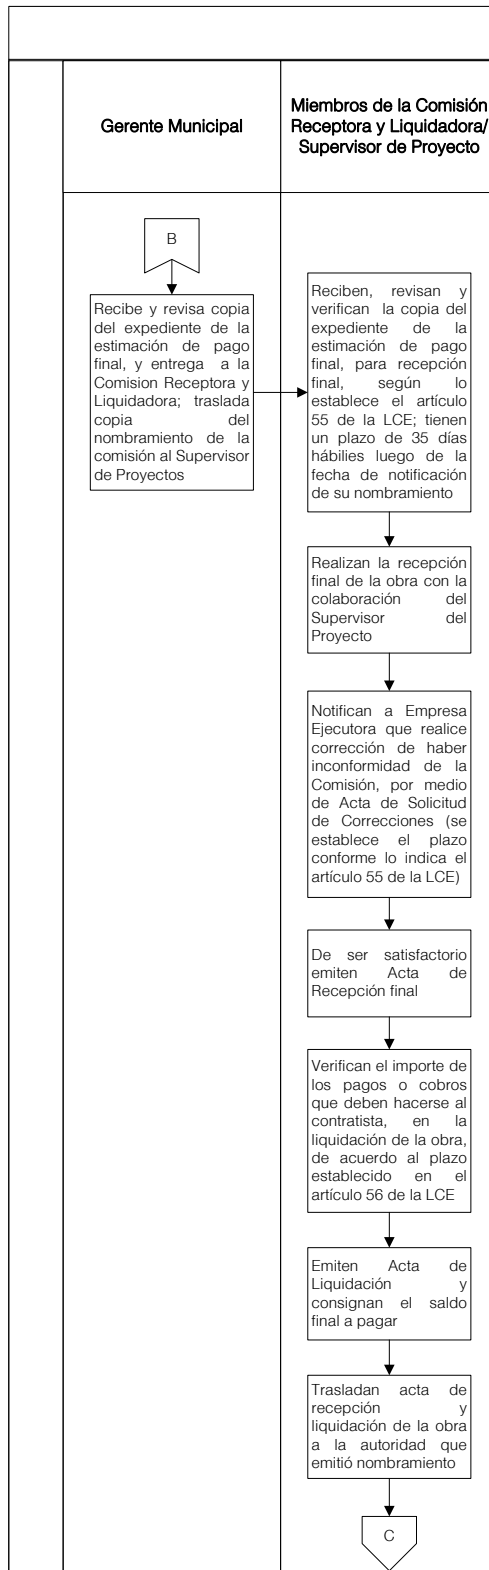 Gerente Municipal
Miembros de la Comisión
Receptora y Liquidadora/
Supervisor de Proyecto
B
Recibe y revisa copia
del expediente de la
estimación de pago
final, y entrega a la
Comision Receptora y
Liquidadora; traslada
copia del
nombramiento de la
comisión al Supervisor
de Proyectos
Reciben, revisan y
verifican la copia del
expediente de la
estimación de pago
final, para recepción
final, según lo
establece el artículo
55 de la LCE; tienen
un plazo de 35 días
hábilies luego de la
fecha de notificación
de su nombramiento
Realizan la recepción
final de la obra con la
colaboración del
Supervisor del
Proyecto
Notifican a Empresa
Ejecutora que realice
corrección de haber
inconformidad de la
Comisión, por medio
de Acta de Solicitud
de Correcciones (se
establece el plazo
conforme lo indica el
artículo 55 de la LCE)
De ser satisfactorio
emiten Acta de
Recepción final
Verifican el importe de
los pagos o cobros
que deben hacerse al
contratista, en la
liquidación de la obra,
de acuerdo al plazo
establecido en el
artículo 56 de la LCE
Emiten Acta de
Liquidación y
consignan el saldo
final a pagar
Trasladan acta de
recepción y
liquidación de la obra
a la autoridad que
emitió nombramiento
C